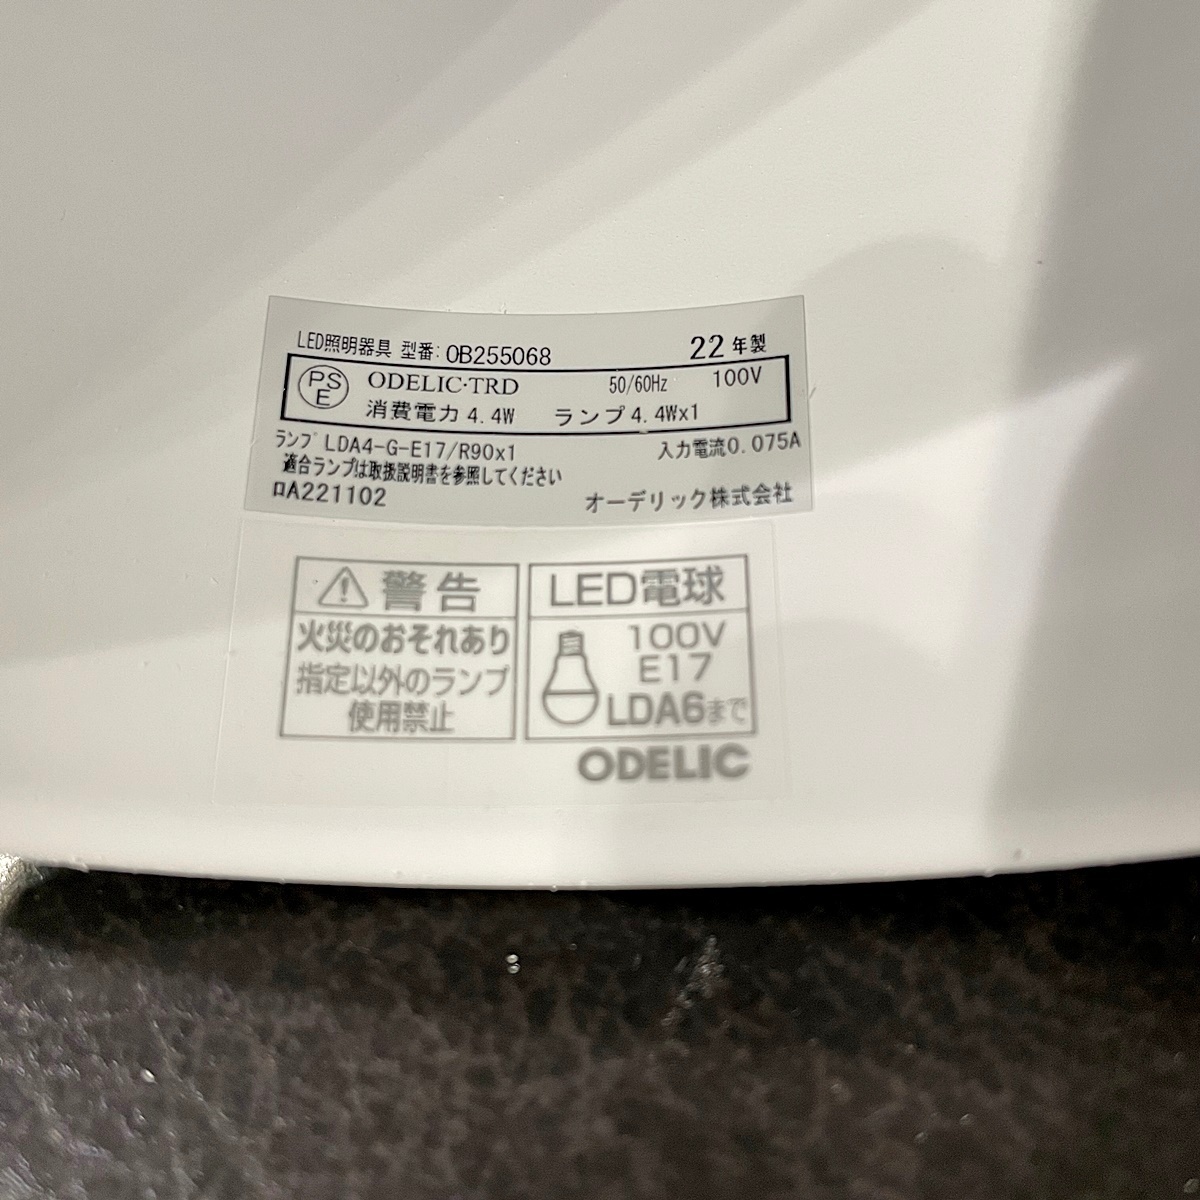 LED照明器具 型番:OB255068 22年製
PS E ODELIC・TRD 50/60Hz 100V
消費電力 4.4W ランプ4.4Wx1
ランプ LDA4-G-E17/R90x1 入力電流0.075A
適合ランプは取扱説明書を参照してください
ロA221102 オーデリック株式会社
警告
火災のおそれあり
指定以外のランプ
使用禁止
LED電球
100V
E17
LDA6まで
ODELIC